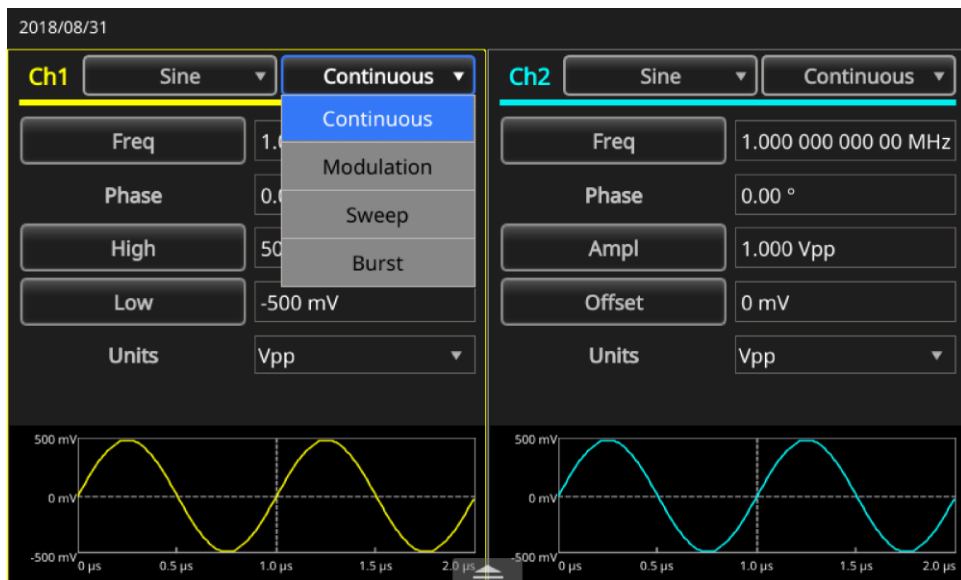 2018/08/31
Ch1 Sine Continuous
Continuous
Modulation
Sweep
Burst
Freq
Phase
High
Low -500 mV
Units Vpp
500 mV
0 mV
-500 mV
0 µs 0.5 µs 1.0 µs 1.5 µs 2.0 µs
Ch2 Sine Continuous
Freq 1.000 000 000 00 MHz
Phase 0.00 °
Ampl 1.000 Vpp
Offset 0 mV
Units Vpp
500 mV
0 mV
-500 mV
0 µs 0.5 µs 1.0 µs 1.5 µs 2.0 µs